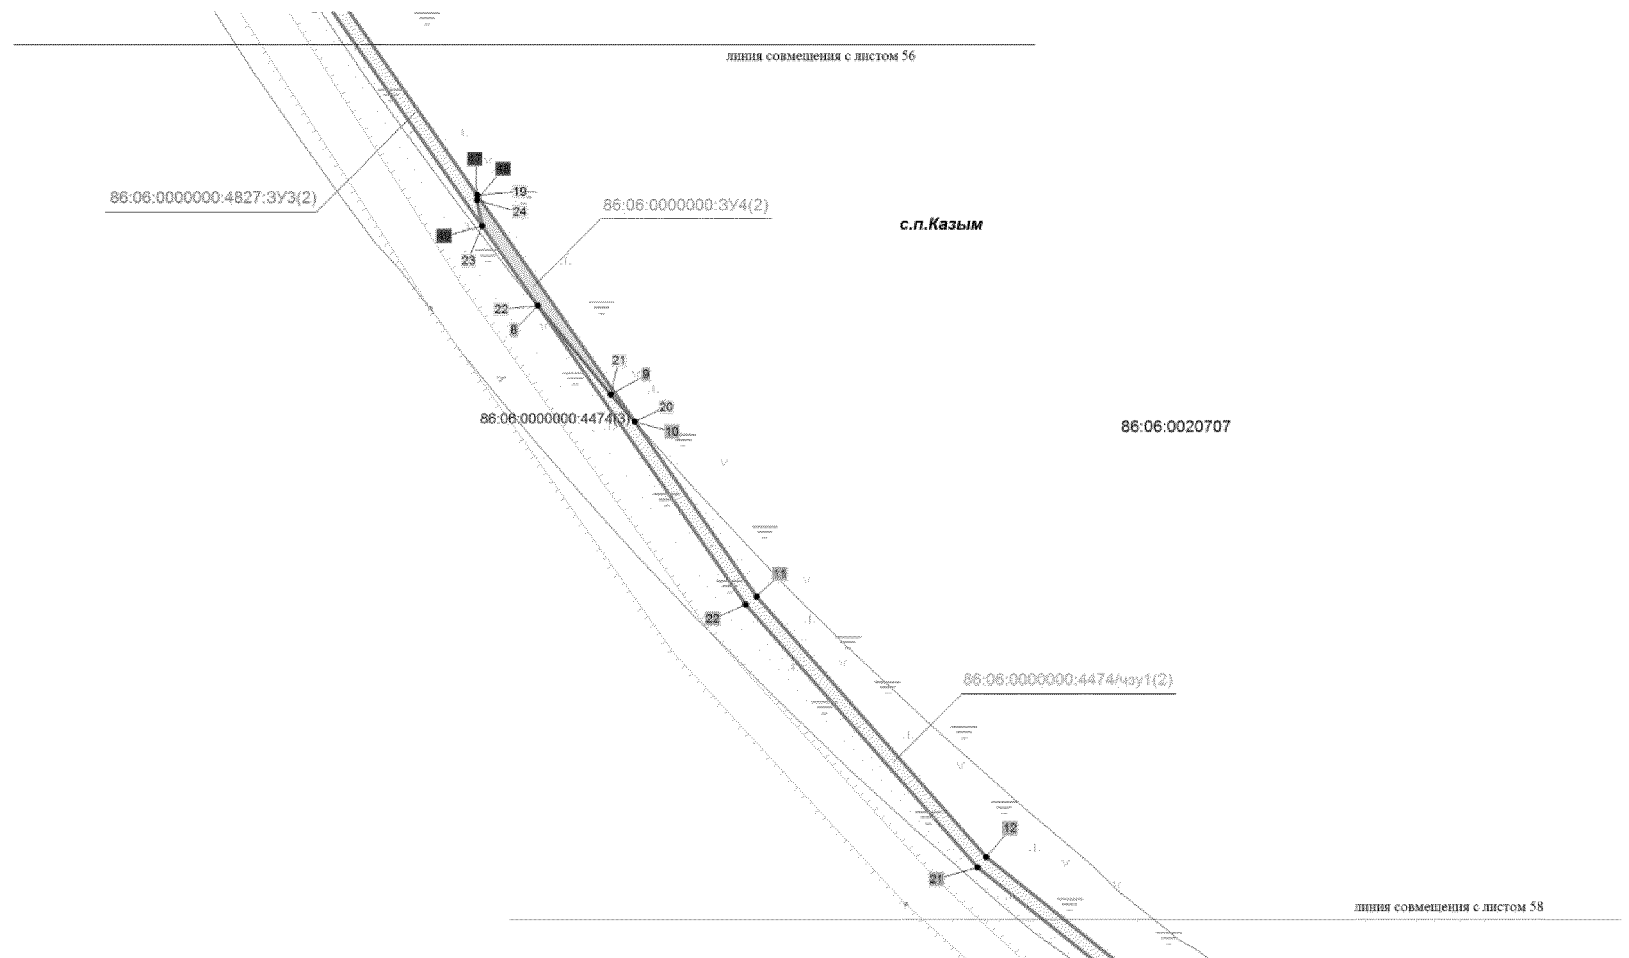 линия совмещения с листом 56
19
86:06:0000000:4827:ЗУ3(2)
86:06:0000000:ЗУ4(2)
24
с.п.Казым
23
22
8
21
9
20
86:06:0000000:4474(3)
86:06:0020707
10
11
22
86:06:0000000:4474/чзу1(2)
12
21
линия совмещения с листом 58